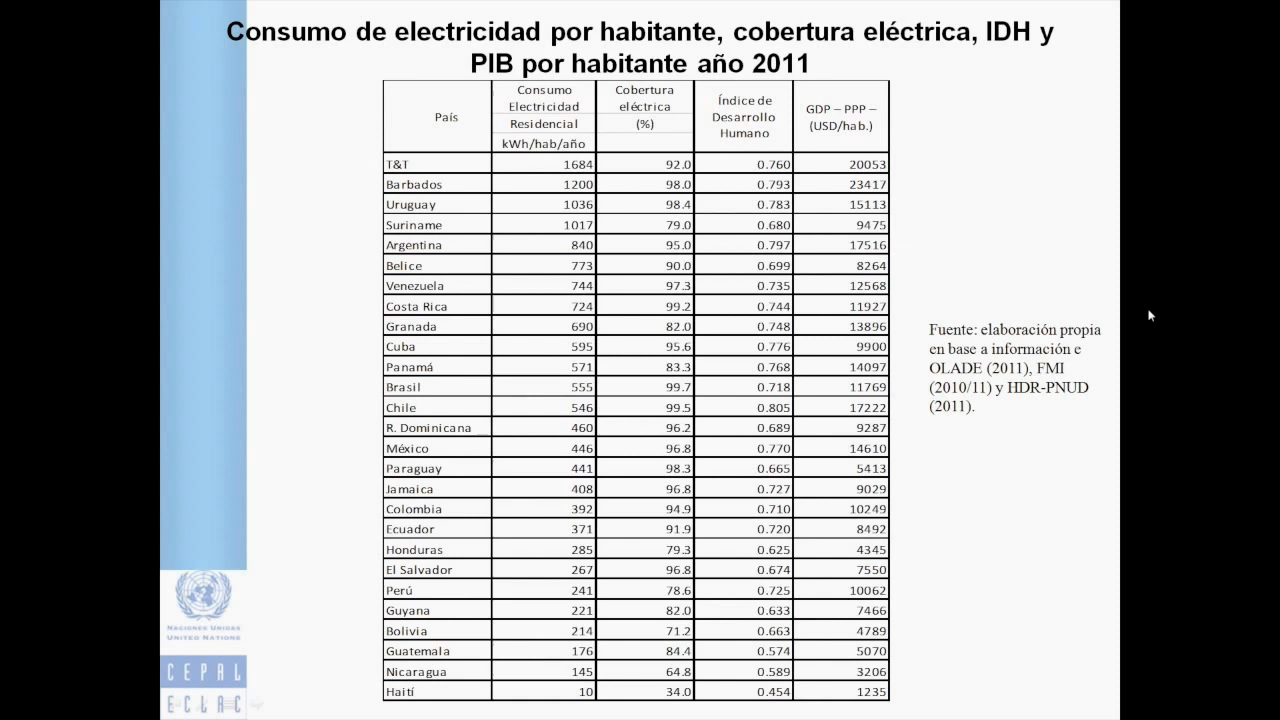 Consumo de electricidad por habitante, cobertura eléctrica, IDH y
PIB por habitante año 2011
País Consumo Electricidad Residencial kWh/hab/año Cobertura eléctrica (%) Índice de Desarrollo Humano GDP – PPP – (USD/hab.)
T&T 1684 92.0 0.760 20053
Barbados 1200 98.0 0.793 23417
Uruguay 1036 98.4 0.783 15113
Suriname 1017 79.0 0.680 9475
Argentina 840 95.0 0.797 17516
Belice 773 90.0 0.699 8264
Venezuela 744 97.3 0.735 12568
Costa Rica 724 99.2 0.744 11927
Granada 690 82.0 0.748 13896
Cuba 595 95.6 0.776 9900
Panamá 571 83.3 0.768 14097
Brasil 555 99.7 0.718 11769
Chile 546 99.5 0.805 17222
R. Dominicana 460 96.2 0.689 9287
México 446 96.8 0.770 14610
Paraguay 441 98.3 0.665 5413
Jamaica 408 96.8 0.727 9029
Colombia 392 94.9 0.710 10249
Ecuador 371 91.9 0.720 8492
Honduras 285 79.3 0.625 4345
El Salvador 267 96.8 0.674 7550
Perú 241 78.6 0.725 10062
Guyana 221 82.0 0.633 7466
Bolivia 214 71.2 0.663 4789
Guatemala 176 84.4 0.574 5070
Nicaragua 145 64.8 0.589 3206
Haití 10 34.0 0.454 1235
Fuente: elaboración propia
en base a información e
OLADE (2011), FMI
(2010/11) y HDR-PNUD
(2011).
NACIONES UNIDAS
UNITED NATIONS
CEPAL
ECLAC